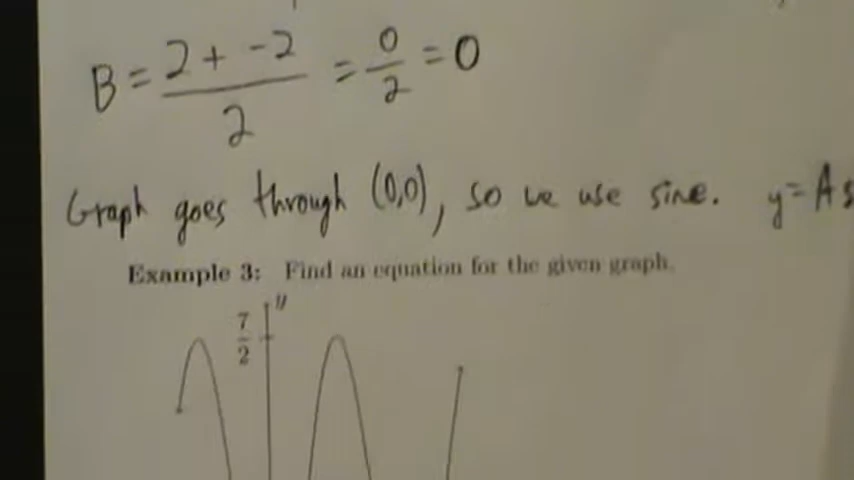 B = 2 + -2 / 2 = 0/2 = 0
Graph goes through (0,0), so we use sine. y = A s
Example 3: Find an equation for the given graph.
y
7/2